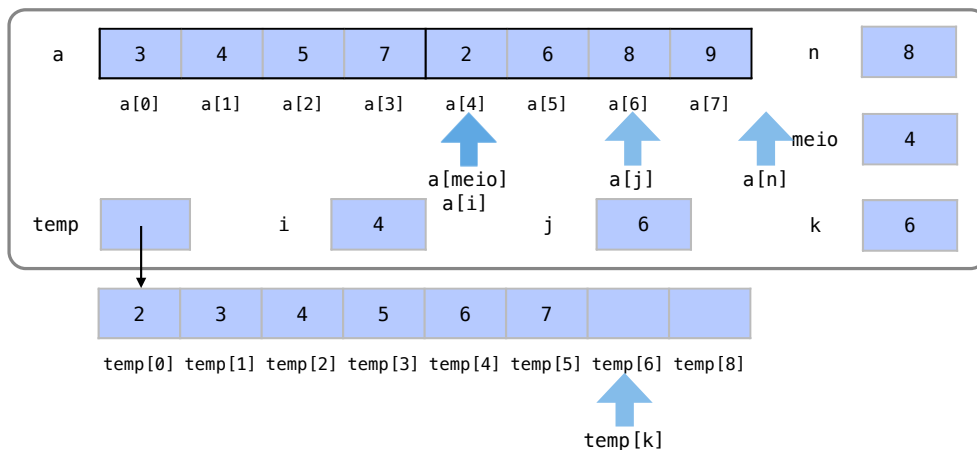 a 3 4 5 7 2 6 8 9 n 8
a[0] a[1] a[2] a[3] a[4] a[5] a[6] a[7]
meio 4
a[meio] a[j] a[n]
a[i]
temp i 4 j 6 k 6
2 3 4 5 6 7
temp[0] temp[1] temp[2] temp[3] temp[4] temp[5] temp[6] temp[8]
temp[k]